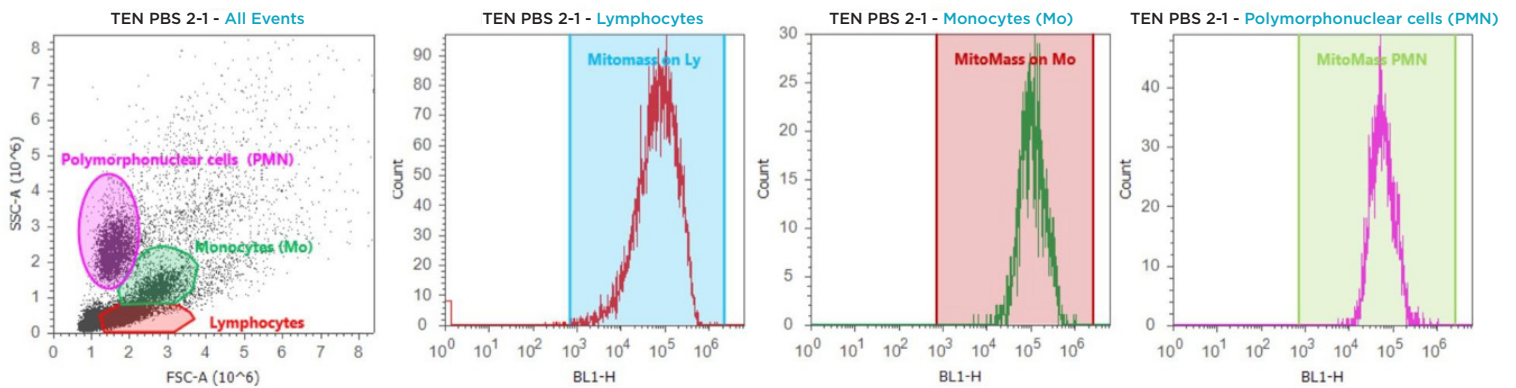 TEN PBS 2-1 - All Events
8
7
6
5
4
3
2
1
0
SSC-A (10^6)
Polymorphonuclear cells (PMN)
Monocytes (Mo)
Lymphocytes
0 1 2 3 4 5 6 7 8
FSC-A (10^6)
TEN PBS 2-1 - Lymphocytes
90
80
70
60
50
40
30
20
10
0
Count
Mitomass on Ly
10^0 10^1 10^2 10^3 10^4 10^5 10^6
BL1-H
TEN PBS 2-1 - Monocytes (Mo)
30
25
20
15
10
5
0
Count
MitoMass on Mo
10^0 10^1 10^2 10^3 10^4 10^5 10^6
BL1-H
TEN PBS 2-1 - Polymorphonuclear cells (PMN)
40
30
20
10
0
Count
MitoMass PMN
10^0 10^1 10^2 10^3 10^4 10^5 10^6
BL1-H